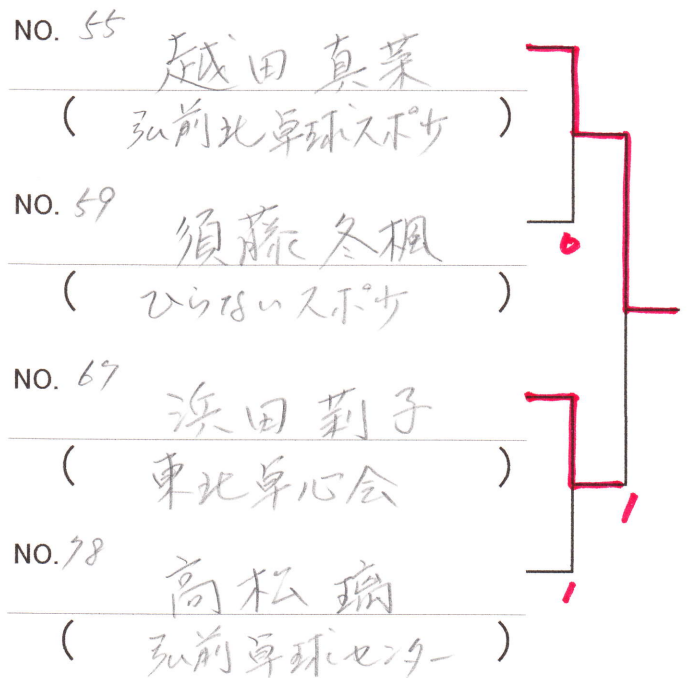 NO. 55
越田 真菜
(弘前北卓球スポ少)
NO. 59
須藤 冬楓
0
(ひらないスポ少)
NO. 67
浜田 莉子
(東北卓心会)
1
NO. 78
高松 璃
1
(弘前卓球センター)